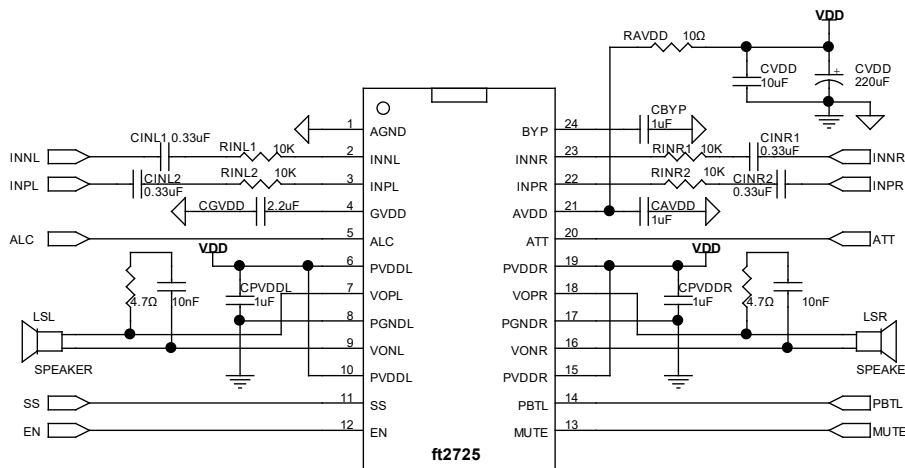 VDD
RAVDD 10Ω
CVDD
10uF
CVDD
220uF
+
1 AGND
BYP 24
CBYP
1uF
INNL CINL1 0.33uF RINL1 10K 2 INNL
INNR 23 RINR1 10K CINR1
0.33uF INNR
INPL CINL2
0.33uF RINL2 10K 3 INPL
INPR 22 RINR2 10K CINR2
0.33uF INPR
CGVDD 2.2uF 4 GVDD
AVDD 21 CAVDD
1uF
ALC 5 ALC
ATT 20 ATT
VDD 6 PVDDL
PVDDR 19 VDD
4.7Ω 10nF CPVDDL
1uF 7 VOPL
VOPR 18 CPVDDR
1uF 4.7Ω 10nF
8 PGNDL
PGNDR 17
LSL
SPEAKER
9 VONL
VONR 16
LSR
SPEAKE
10 PVDDL
PVDDR 15
SS 11 SS
PBTL 14 PBTL
EN 12 EN
MUTE 13 MUTE
ft2725